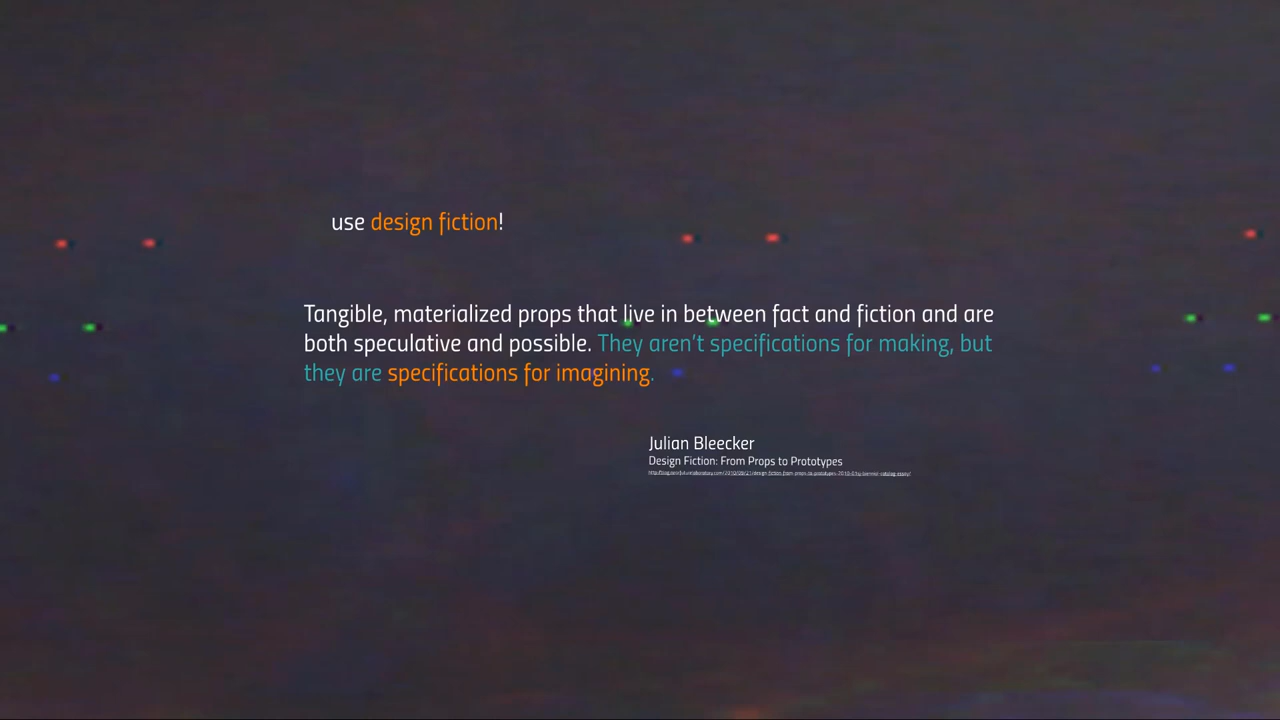 use design fiction!
Tangible, materialized props that live in between fact and fiction and are
both speculative and possible. They aren't specifications for making, but
they are specifications for imagining.
Julian Bleecker
Design Fiction: From Props to Prototypes